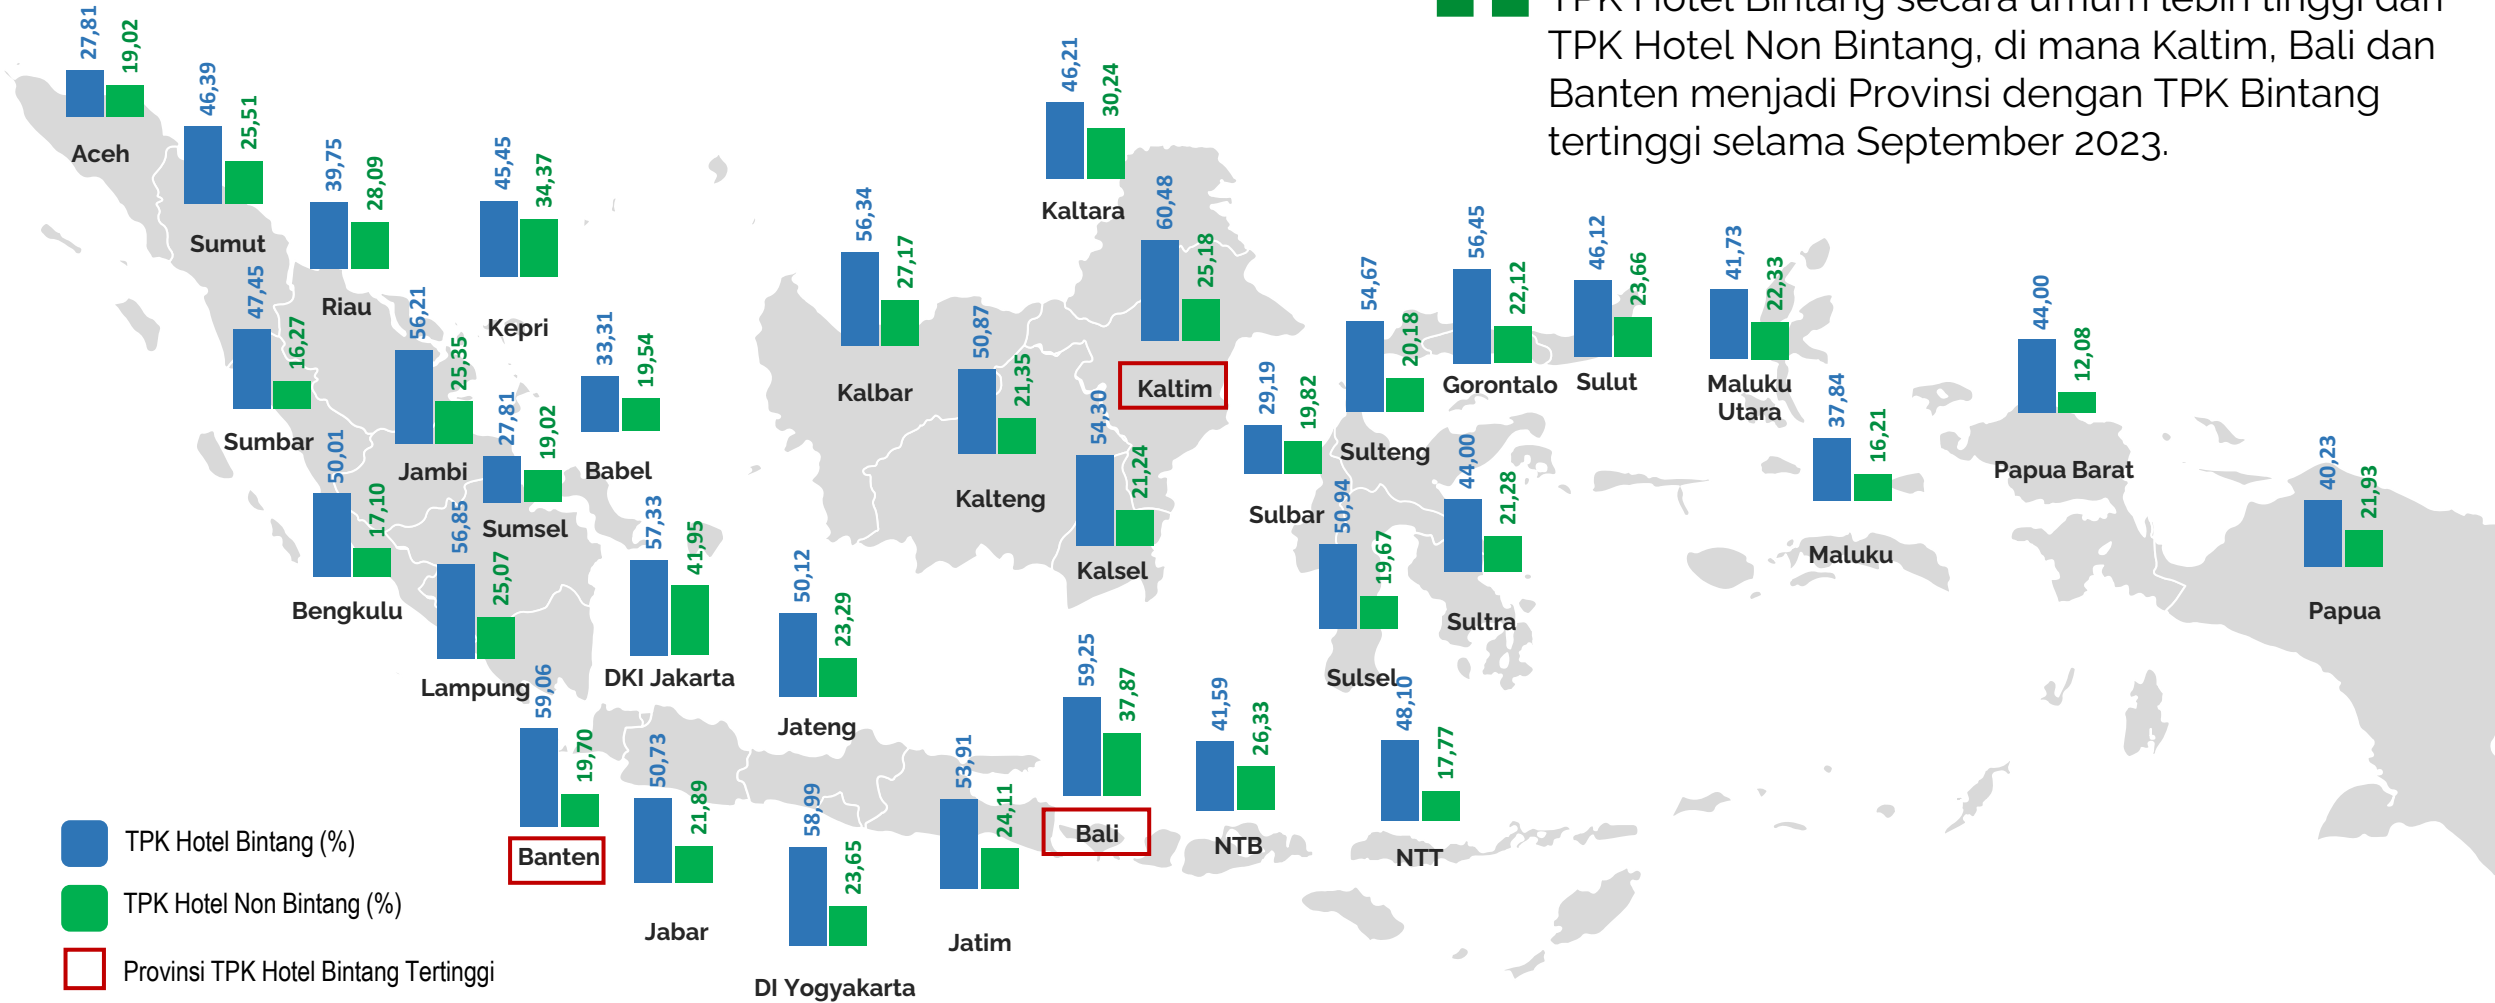 TPK Hotel Bintang secara umum lebih tinggi dari
TPK Hotel Non Bintang, di mana Kaltim, Bali dan
Banten menjadi Provinsi dengan TPK Bintang
tertinggi selama September 2023.
27,81
19,02
Aceh
46,39
25,51
Sumut
39,75
28,09
Riau
45,45
34,37
Kepri
47,45
16,27
Sumbar
56,21
25,35
Jambi
27,81
19,02
Sumsel
33,31
19,54
Babel
50,01
17,10
Bengkulu
56,85
25,07
Lampung
57,33
41,95
DKI Jakarta
59,06
19,70
Banten
50,73
21,89
Jabar
50,12
23,29
Jateng
58,99
23,65
DI Yogyakarta
53,91
24,11
Jatim
59,25
37,87
Bali
41,59
26,33
NTB
48,10
17,77
NTT
56,34
27,17
Kalbar
50,87
21,35
Kalteng
54,30
21,24
Kalsel
60,48
25,18
Kaltim
46,21
30,24
Kaltara
29,19
19,82
Sulbar
54,67
20,18
Sulteng
56,45
22,12
Gorontalo
46,12
23,66
Sulut
50,94
19,67
Sulsel
44,00
21,28
Sultra
41,73
22,33
Maluku
Utara
37,84
16,21
Maluku
44,00
12,08
Papua Barat
40,23
21,93
Papua
TPK Hotel Bintang (%)
TPK Hotel Non Bintang (%)
Provinsi TPK Hotel Bintang Tertinggi